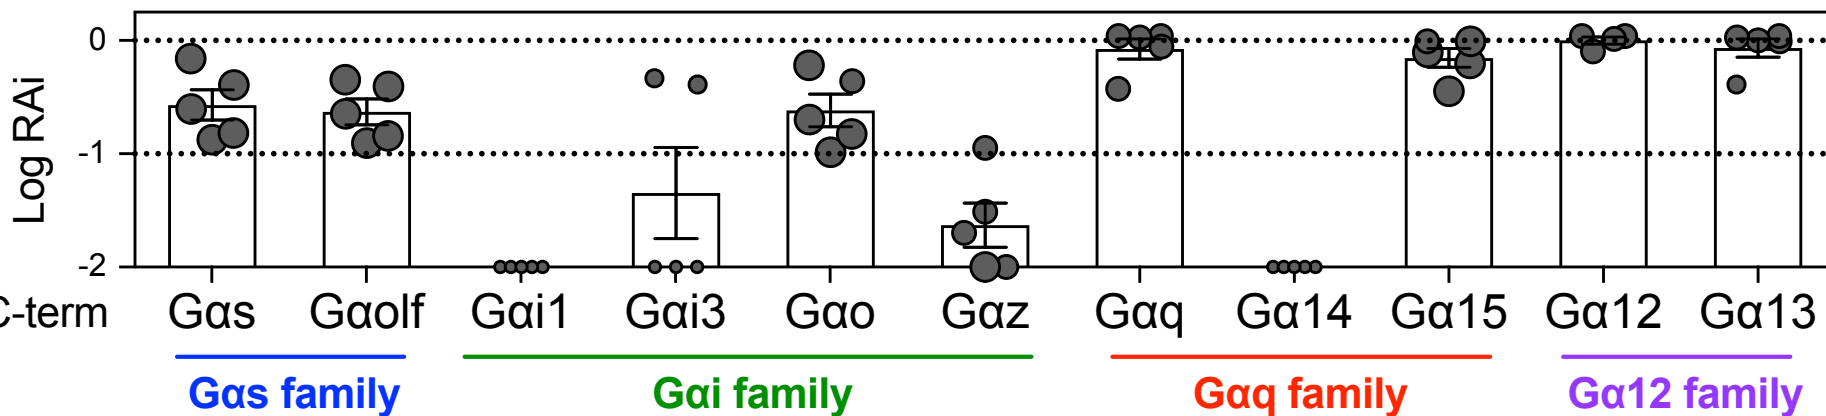 Log RAi
0
-1
-2
C-term Gαs Gαolf Gαi1 Gαi3 Gαo Gαz Gαq Gα14 Gα15 Gα12 Gα13
Gαs family Gαi family Gαq family Gα12 family